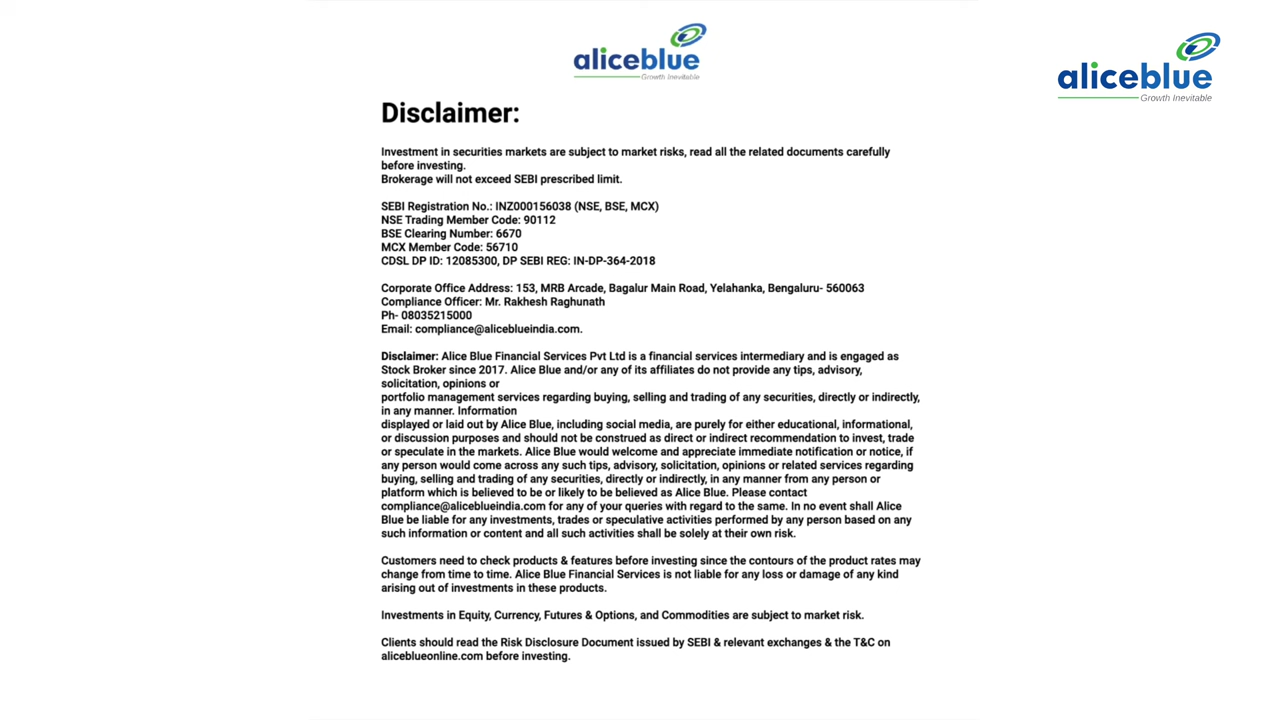 aliceblue
Growth Inevitable
aliceblue
Growth Inevitable
Disclaimer:
Investment in securities markets are subject to market risks, read all the related documents carefully
before investing.
Brokerage will not exceed SEBI prescribed limit.
SEBI Registration No.: INZ000156038 (NSE, BSE, MCX)
NSE Trading Member Code: 90112
BSE Clearing Number: 6670
MCX Member Code: 56710
CDSL DP ID: 12085300, DP SEBI REG: IN-DP-364-2018
Corporate Office Address: 153, MRB Arcade, Bagalur Main Road, Yelahanka, Bengaluru- 560063
Compliance Officer: Mr. Rakhesh Raghunath
Ph- 08035215000
Email: compliance@aliceblueindia.com.
Disclaimer: Alice Blue Financial Services Pvt Ltd is a financial services intermediary and is engaged as
Stock Broker since 2017. Alice Blue and/or any of its affiliates do not provide any tips, advisory,
solicitation, opinions or
portfolio management services regarding buying, selling and trading of any securities, directly or indirectly,
in any manner. Information
displayed or laid out by Alice Blue, including social media, are purely for either educational, informational,
or discussion purposes and should not be construed as direct or indirect recommendation to invest, trade
or speculate in the markets. Alice Blue would welcome and appreciate immediate notification or notice, if
any person would come across any such tips, advisory, solicitation, opinions or related services regarding
buying, selling and trading of any securities, directly or indirectly, in any manner from any person or
platform which is believed to be or likely to be believed as Alice Blue. Please contact
compliance@aliceblueindia.com for any of your queries with regard to the same. In no event shall Alice
Blue be liable for any investments, trades or speculative activities performed by any person based on any
such information or content and all such activities shall be solely at their own risk.
Customers need to check products & features before investing since the contours of the product rates may
change from time to time. Alice Blue Financial Services is not liable for any loss or damage of any kind
arising out of investments in these products.
Investments in Equity, Currency, Futures & Options, and Commodities are subject to market risk.
Clients should read the Risk Disclosure Document issued by SEBI & relevant exchanges & the T&C on
aliceblueonline.com before investing.